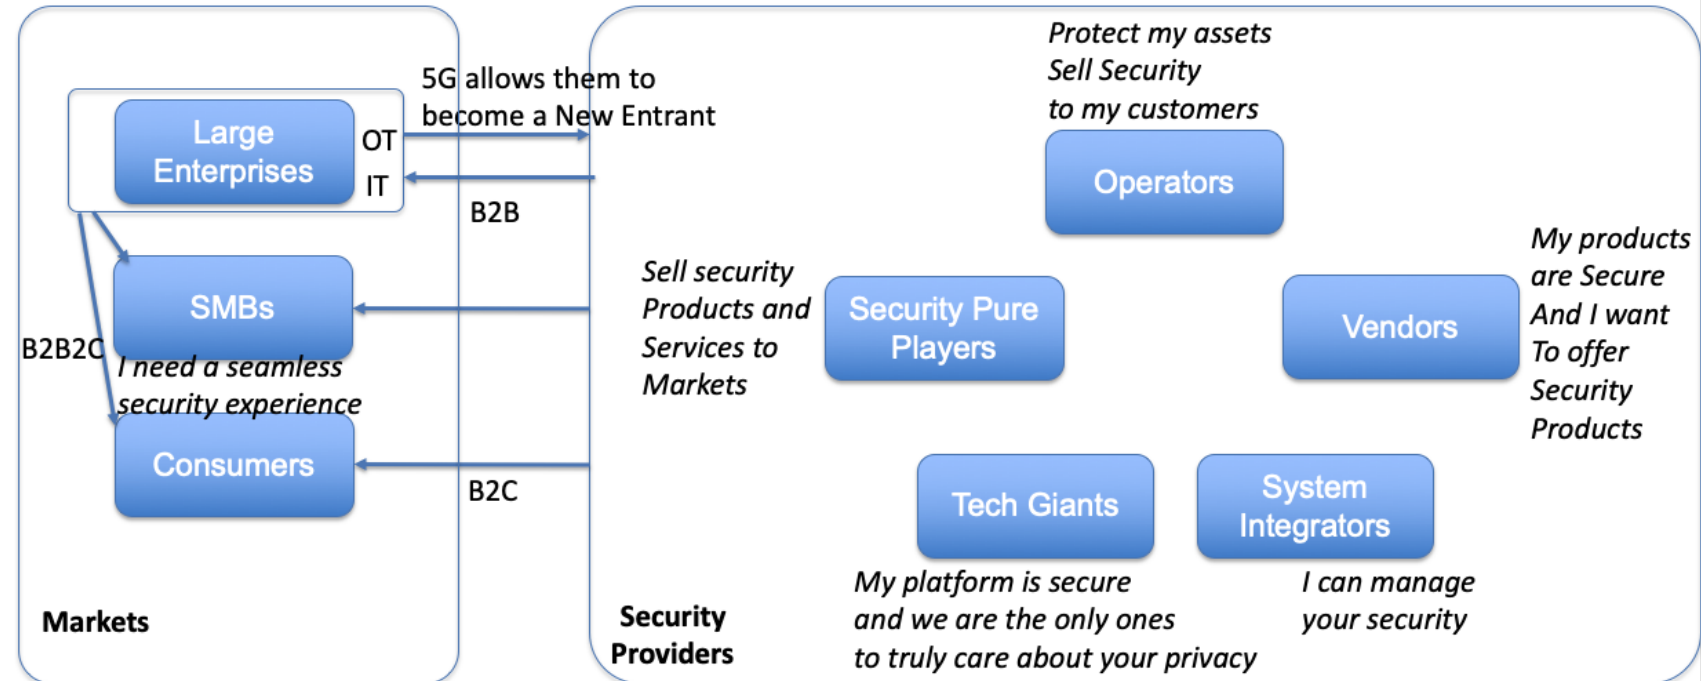 5G allows them to
become a New Entrant
Large
Enterprises
OT
IT
B2B
SMBs
B2B2C
I need a seamless
security experience
Consumers
B2C
Markets
Protect my assets
Sell Security
to my customers
Operators
Sell security
Products and
Services to
Markets
Security Pure
Players
Vendors
My products
are Secure
And I want
To offer
Security
Products
Tech Giants
System
Integrators
My platform is secure
and we are the only ones
to truly care about your privacy
I can manage
your security
Security
Providers